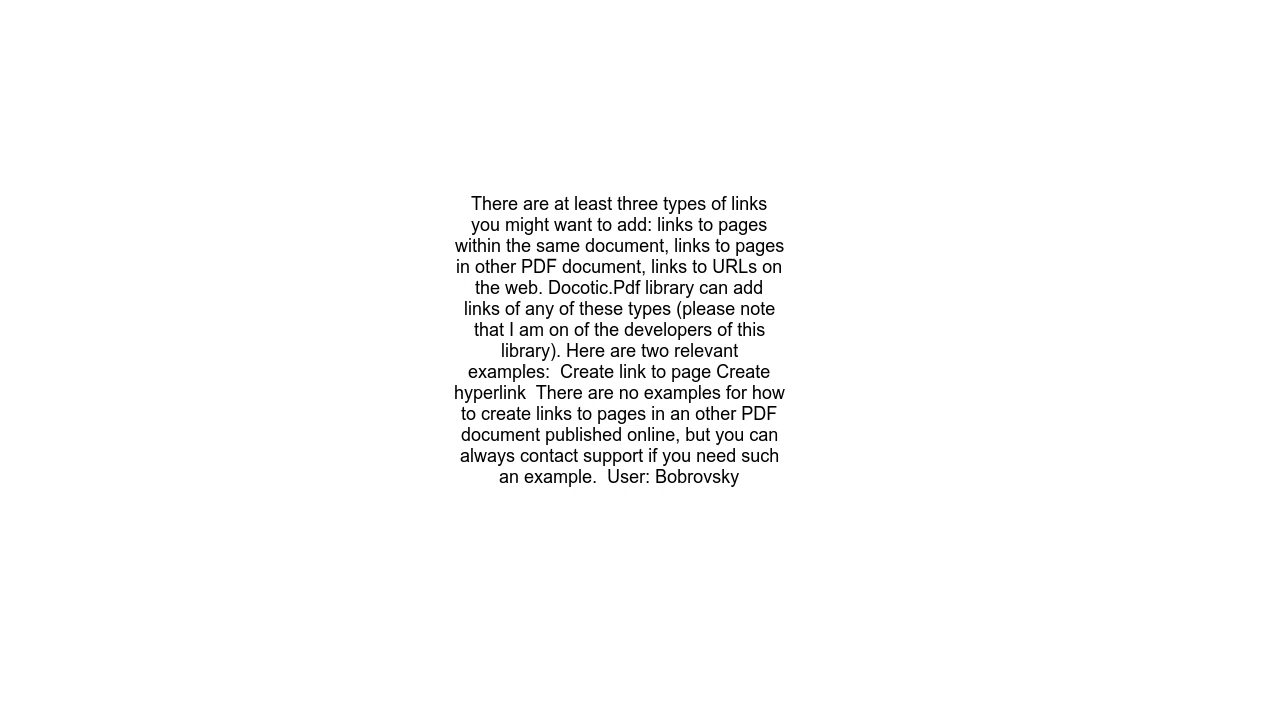 There are at least three types of links
you might want to add: links to pages
within the same document, links to pages
in other PDF document, links to URLs on
the web. Docotic.Pdf library can add
links of any of these types (please note
that I am on of the developers of this
library). Here are two relevant
examples:  Create link to page Create
hyperlink  There are no examples for how
to create links to pages in an other PDF
document published online, but you can
always contact support if you need such
an example.  User: Bobrovsky